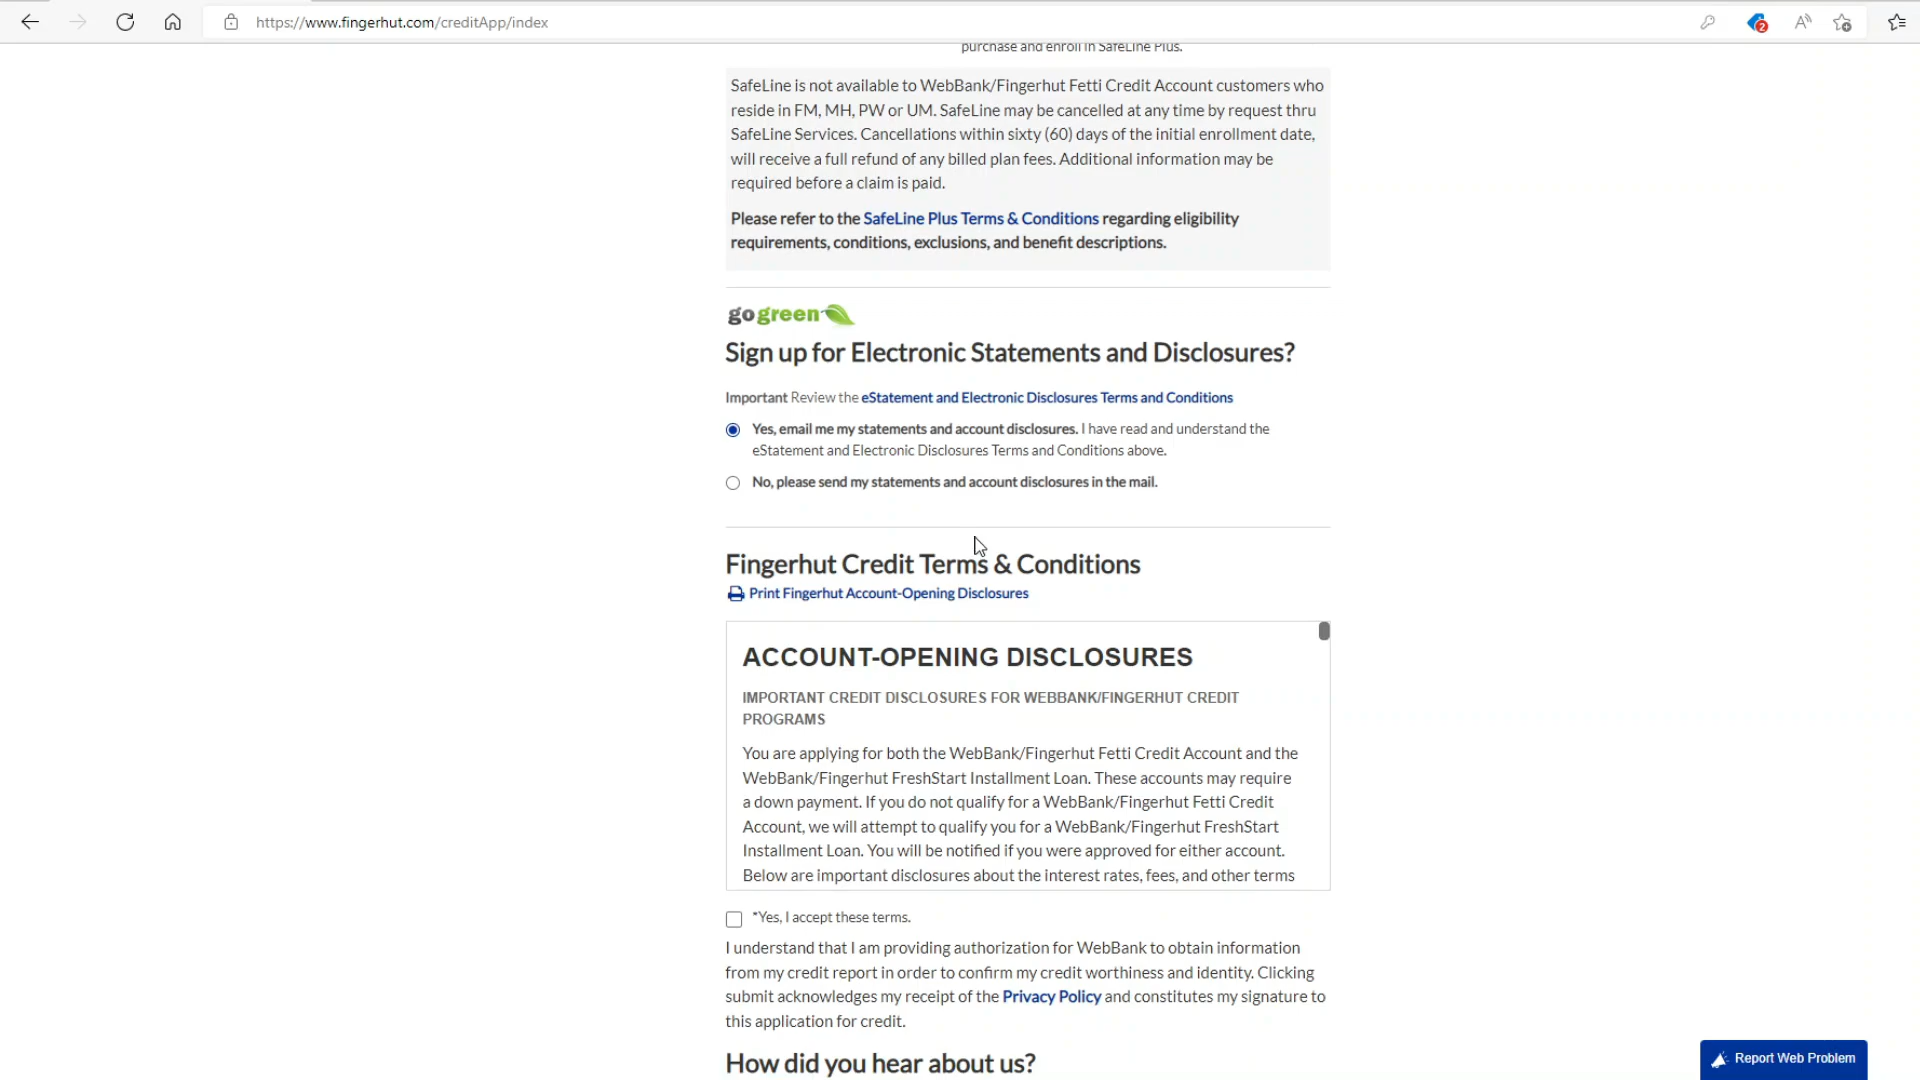 https://www.fingerhut.com/creditApp/index
2
purchase and enroll in SafeLine Plus.
SafeLine is not available to WebBank/Fingerhut Fetti Credit Account customers who
reside in FM, MH, PW or UM. SafeLine may be cancelled at any time by request thru
SafeLine Services. Cancellations within sixty (60) days of the initial enrollment date,
will receive a full refund of any billed plan fees. Additional information may be
required before a claim is paid.
Please refer to the SafeLine Plus Terms & Conditions regarding eligibility
requirements, conditions, exclusions, and benefit descriptions.
go green
Sign up for Electronic Statements and Disclosures?
Important Review the eStatement and Electronic Disclosures Terms and Conditions
Yes, email me my statements and account disclosures. I have read and understand the
eStatement and Electronic Disclosures Terms and Conditions above.
No, please send my statements and account disclosures in the mail.
Fingerhut Credit Terms & Conditions
Print Fingerhut Account-Opening Disclosures
ACCOUNT-OPENING DISCLOSURES
IMPORTANT CREDIT DISCLOSURES FOR WEBBANK/FINGERHUT CREDIT
PROGRAMS
You are applying for both the WebBank/Fingerhut Fetti Credit Account and the
WebBank/Fingerhut FreshStart Installment Loan. These accounts may require
a down payment. If you do not qualify for a WebBank/Fingerhut Fetti Credit
Account, we will attempt to qualify you for a WebBank/Fingerhut FreshStart
Installment Loan. You will be notified if you were approved for either account.
Below are important disclosures about the interest rates, fees, and other terms
*Yes, I accept these terms.
I understand that I am providing authorization for WebBank to obtain information
from my credit report in order to confirm my credit worthiness and identity. Clicking
submit acknowledges my receipt of the Privacy Policy and constitutes my signature to
this application for credit.
How did you hear about us?
Report Web Problem